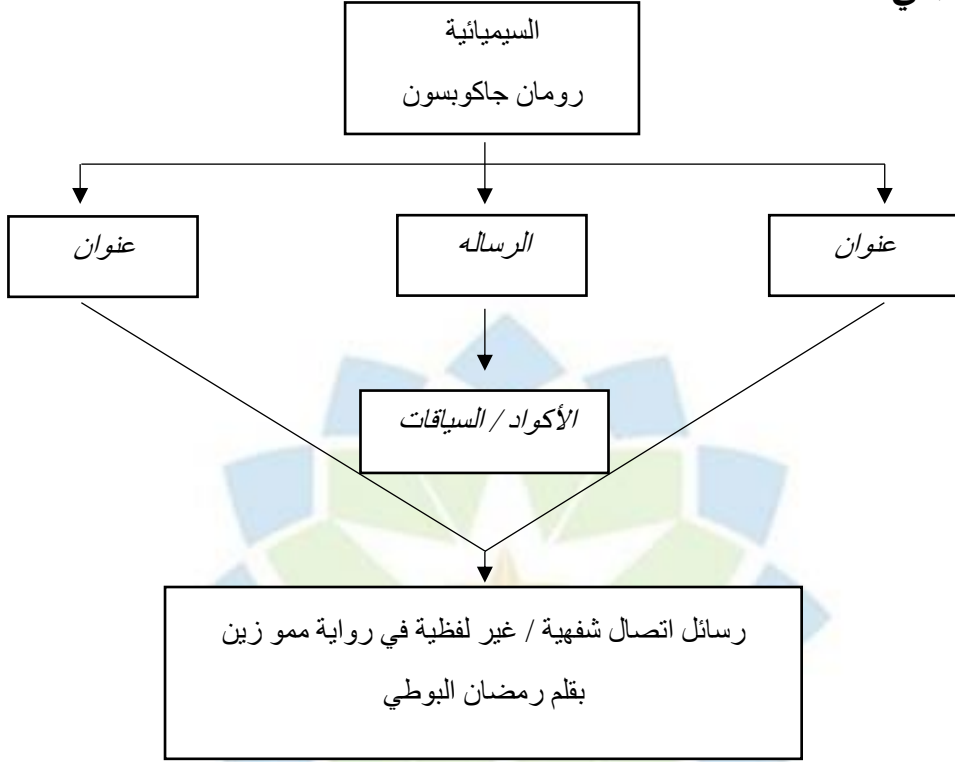 السيميائية
رومان جاكوبسون
عنوان
الرساله
عنوان
الأكواد / السياقات
رسائل اتصال شفهية / غير لفظية في رواية ممو زين
بقلم رمضان البوطي